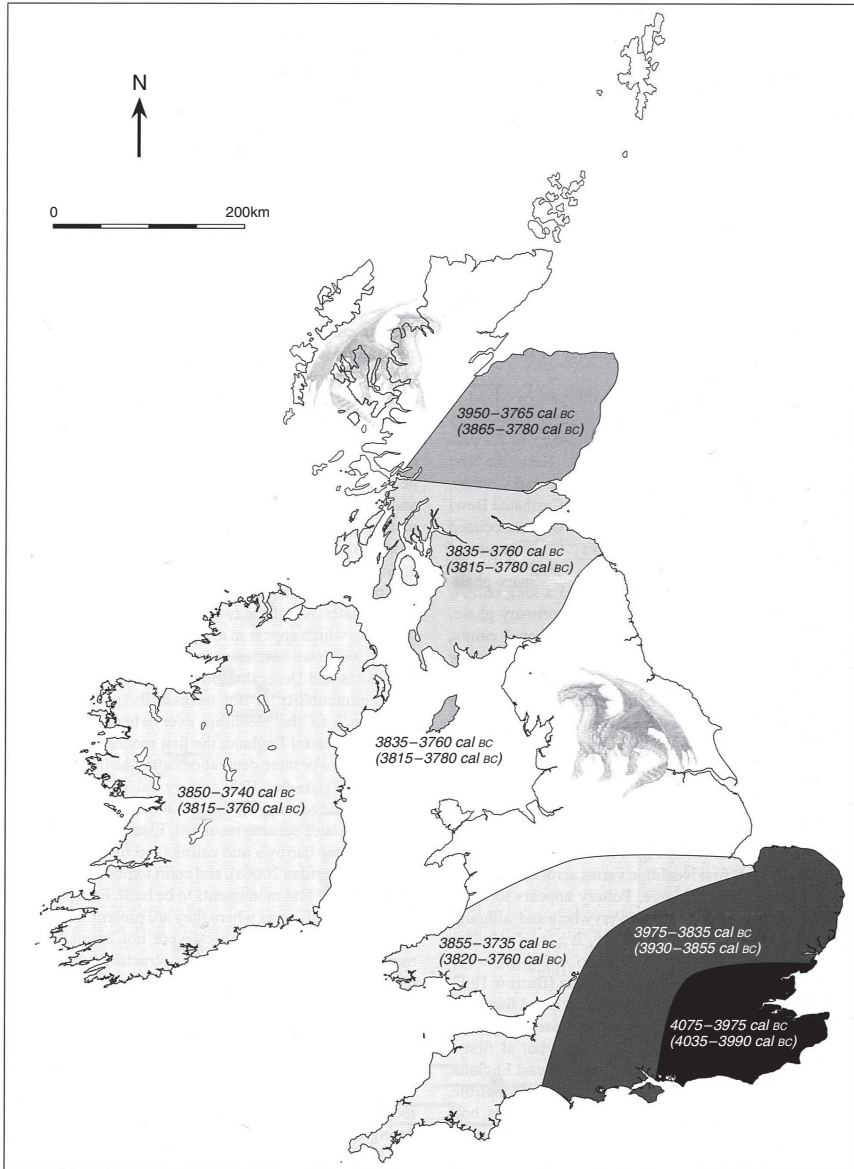 N
0 200km
3950–3765 cal BC
(3865–3780 cal BC)
3835–3760 cal BC
(3815–3780 cal BC)
3835–3760 cal BC
(3815–3780 cal BC)
3850–3740 cal BC
(3815–3760 cal BC)
3855–3735 cal BC
(3820–3760 cal BC)
3975–3835 cal BC
(3930–3855 cal BC)
4075–3975 cal BC
(4035–3990 cal BC)